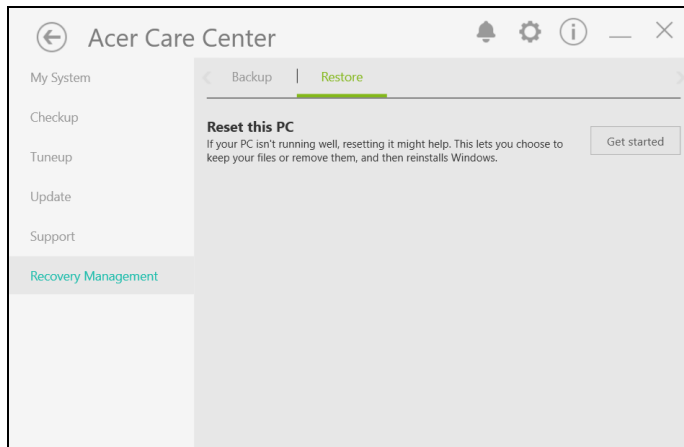 Acer Care Center
My System
Checkup
Tuneup
Update
Support
Recovery Management
Backup
Restore
Reset this PC
If your PC isn't running well, resetting it might help. This lets you choose to
keep your files or remove them, and then reinstalls Windows.
Get started